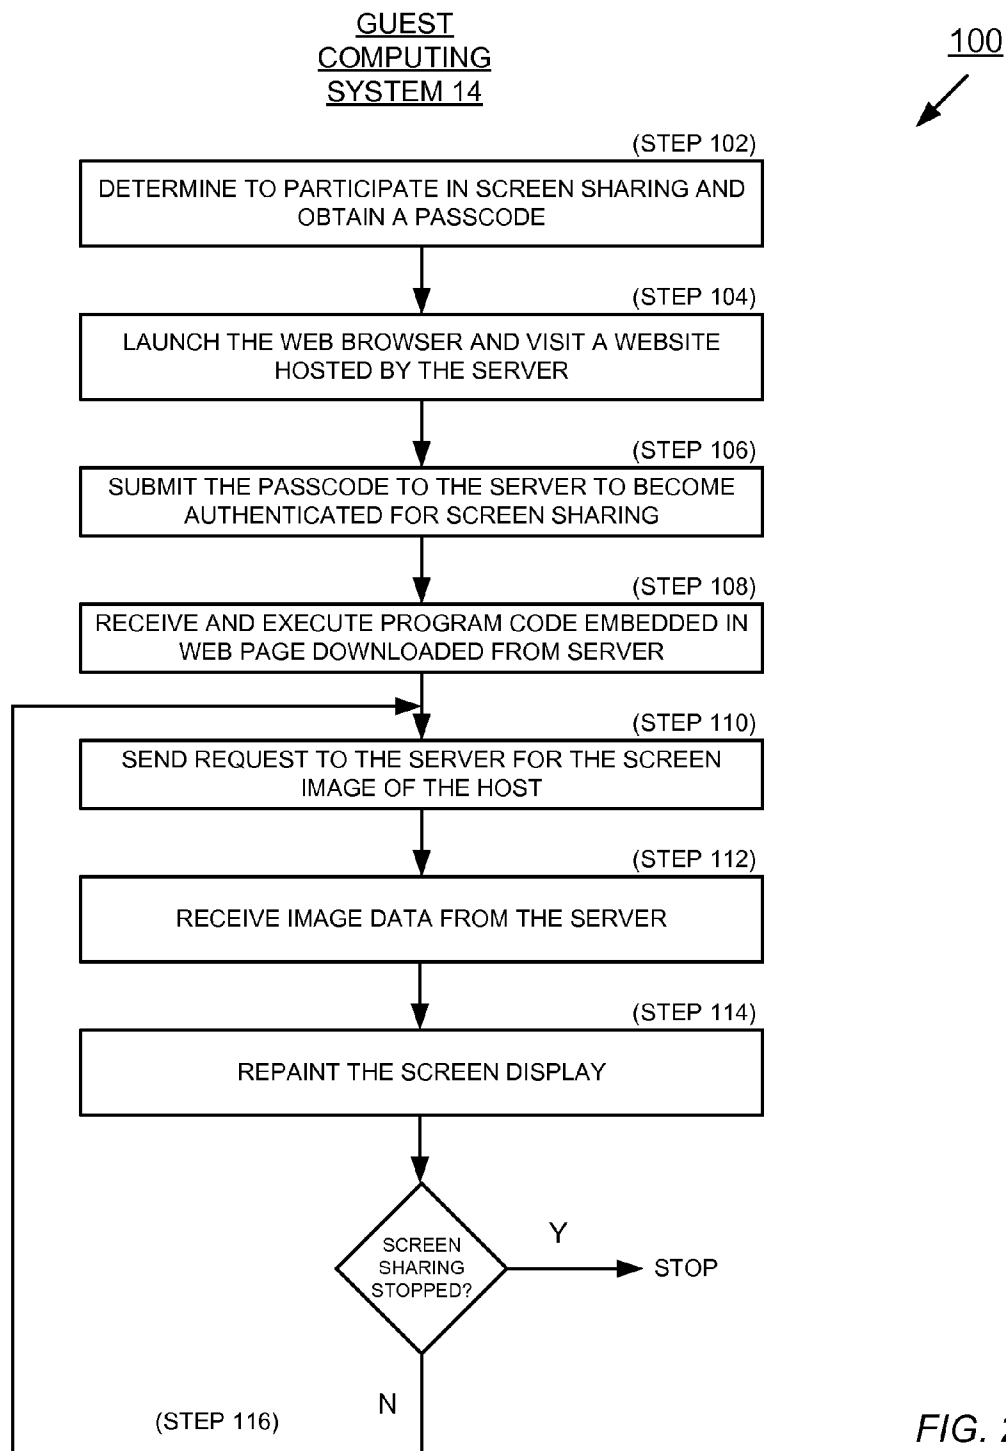 GUEST
COMPUTING
SYSTEM 14
100
(STEP 102)
DETERMINE TO PARTICIPATE IN SCREEN SHARING AND
OBTAIN A PASSCODE
(STEP 104)
LAUNCH THE WEB BROWSER AND VISIT A WEBSITE
HOSTED BY THE SERVER
(STEP 106)
SUBMIT THE PASSCODE TO THE SERVER TO BECOME
AUTHENTICATED FOR SCREEN SHARING
(STEP 108)
RECEIVE AND EXECUTE PROGRAM CODE EMBEDDED IN
WEB PAGE DOWNLOADED FROM SERVER
(STEP 110)
SEND REQUEST TO THE SERVER FOR THE SCREEN
IMAGE OF THE HOST
(STEP 112)
RECEIVE IMAGE DATA FROM THE SERVER
(STEP 114)
REPAINT THE SCREEN DISPLAY
SCREEN
SHARING
STOPPED?
Y
STOP
N
(STEP 116)
FIG. 2